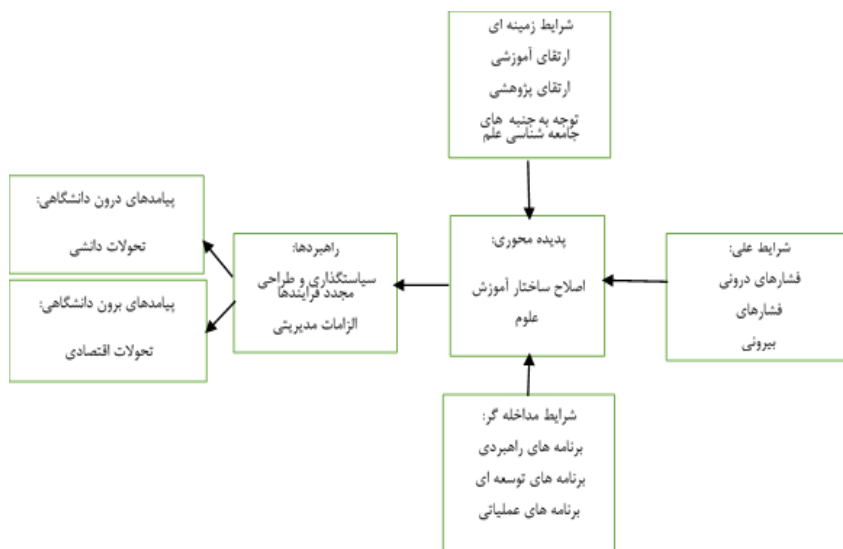 شرایط زمینه ای
ارتقای آموزشی
ارتقای پژوهشی
توجه به جنبه های
جامعه شناسی علم
شرایط علی:
فشارهای درونی
فشارهای
بیرونی
پدیده محوری:
اصلاح ساختار آموزش
علوم
شرایط مداخله گر:
برنامه های راهبردی
برنامه های توسعه ای
برنامه های عملیاتی
راهبردها:
سیاستگذاری و طراحی
مجدد فرایندها
الزامات مدیریتی
پیامدهای درون دانشگاهی:
تحولات دانشی
پیامدهای برون دانشگاهی:
تحولات اقتصادی